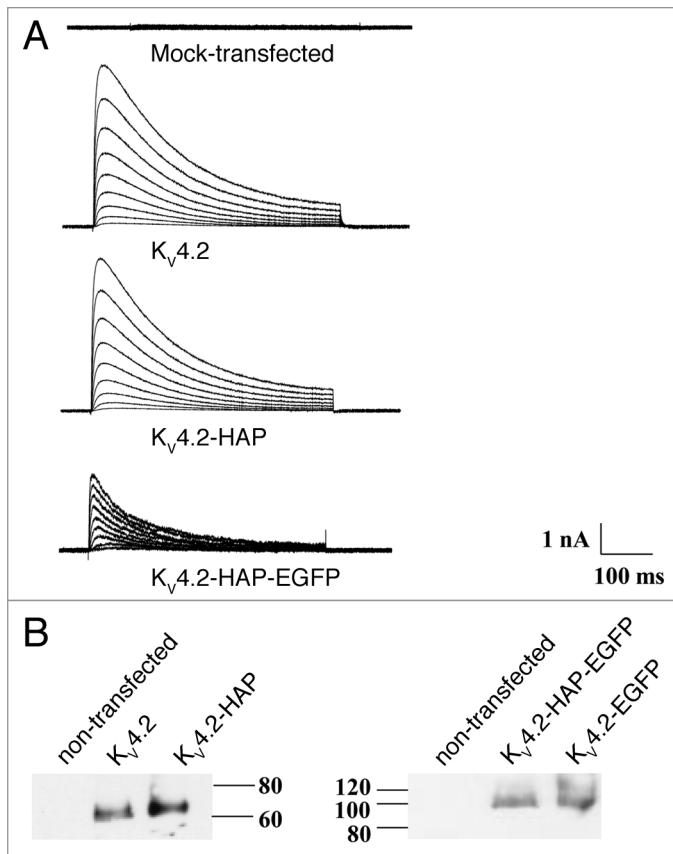 A
Mock-transfected
Kv4.2
Kv4.2-HAP
Kv4.2-HAP-EGFP
1 nA
100 ms
B
non-transfected
Kv4.2
Kv4.2-HAP
80
60
non-transfected
Kv4.2-HAP-EGFP
Kv4.2-EGFP
120
100
80